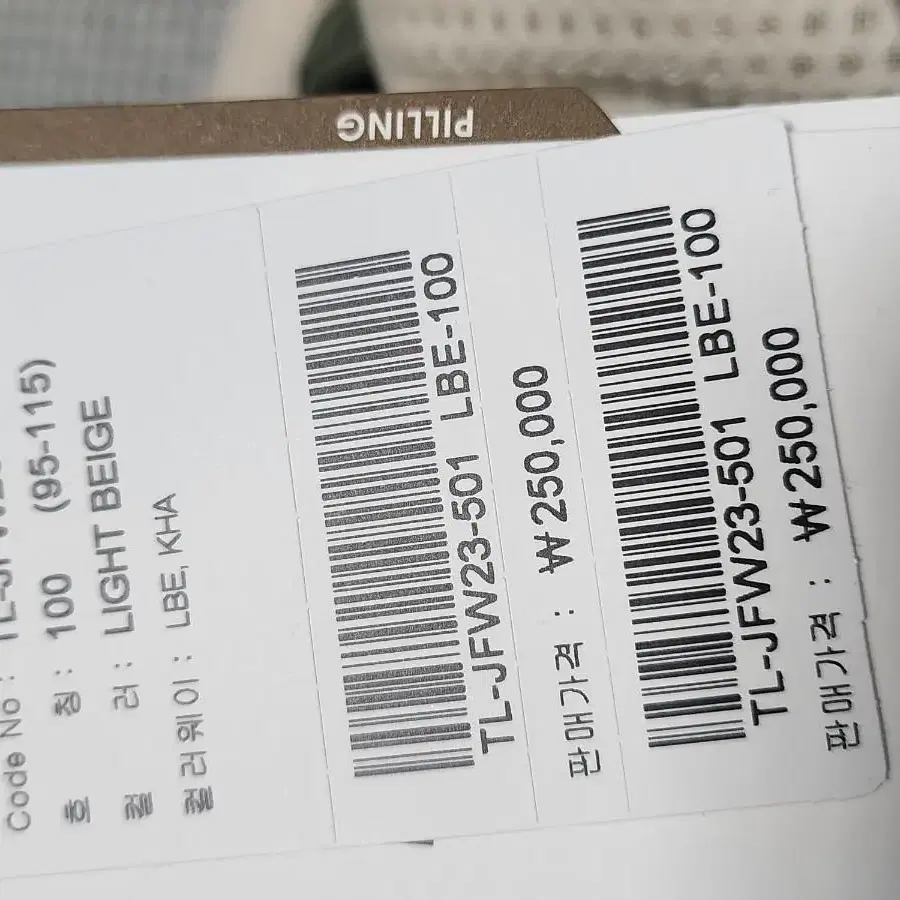 PILLING
Code No : TL-JFW23
호 칭 : 100 (95-115)
컬 러 : LIGHT BEIGE
컬러웨이 : LBE, KHA
TL-JFW23-501 LBE-100
판매가격 : ₩250,000
TL-JFW23-501 LBE-100
판매가격 : ₩250,000